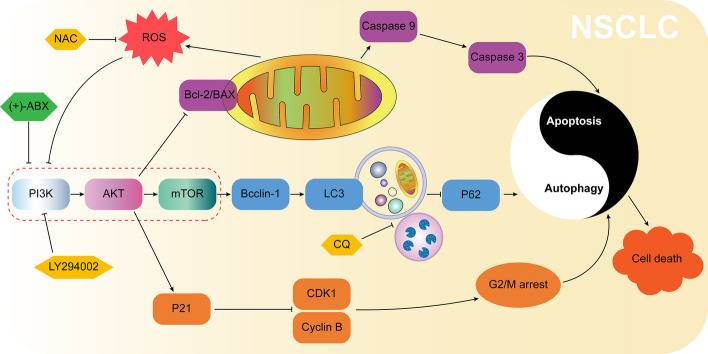 NSCLC
NAC
ROS
Caspase 9
Caspase 3
Bcl-2/BAX
(+)-ABX
Apoptosis
Autophagy
PI3K
AKT
mTOR
Bcclin-1
LC3
P62
CQ
LY294002
Cell death
P21
CDK1
Cyclin B
G2/M arrest